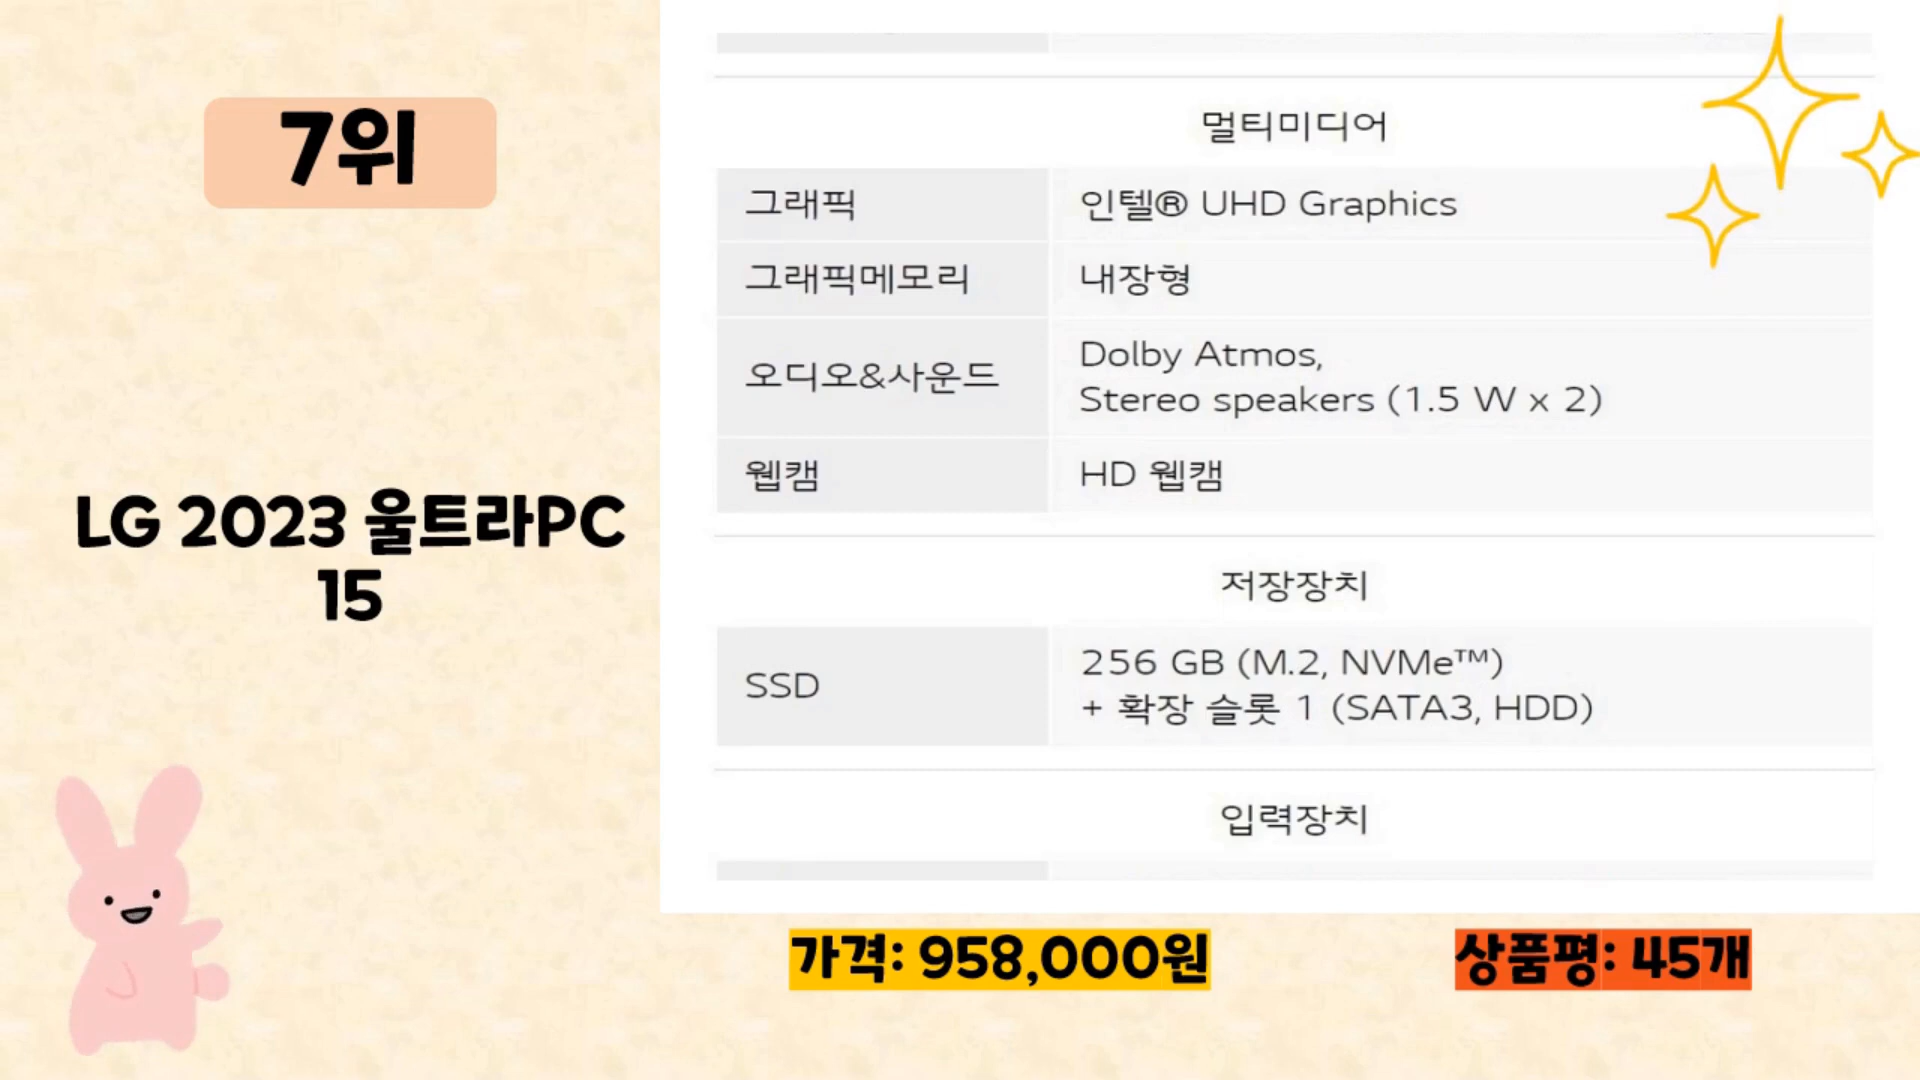 7위
LG 2023 울트라PC
15
멀티미디어
그래픽 인텔® UHD Graphics
그래픽메모리 내장형
오디오&사운드 Dolby Atmos,
Stereo speakers (1.5 W x 2)
웹캠 HD 웹캠
저장장치
SSD 256 GB (M.2, NVMe™)
+ 확장 슬롯 1 (SATA3, HDD)
입력장치
가격: 958,000원
상품평: 45개